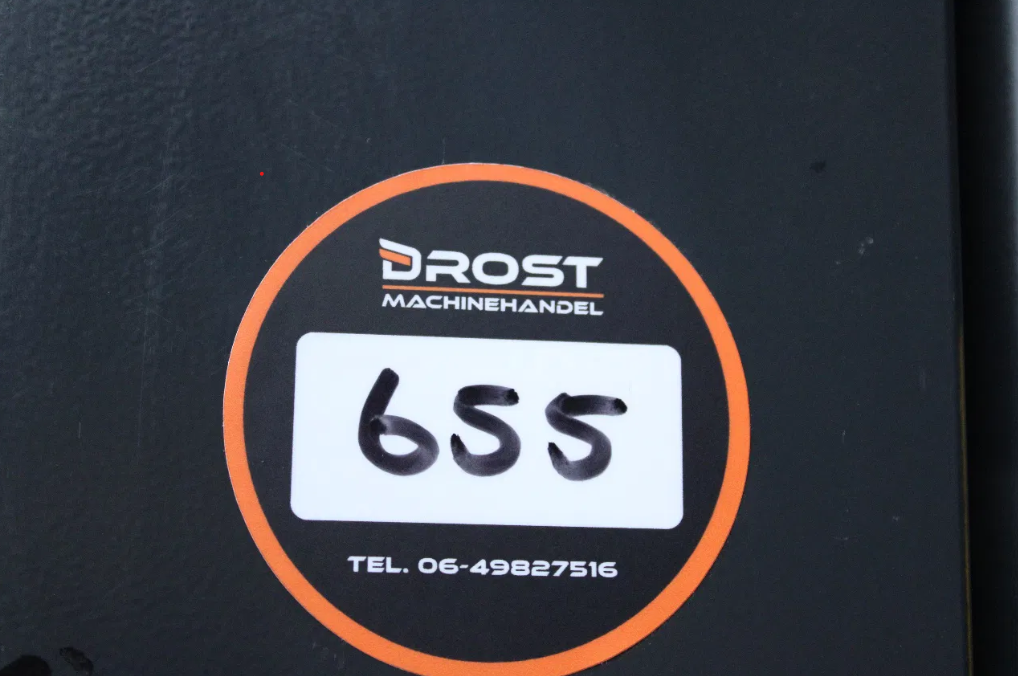 DROST
MACHINEHANDEL
655
TEL. 06-49827516